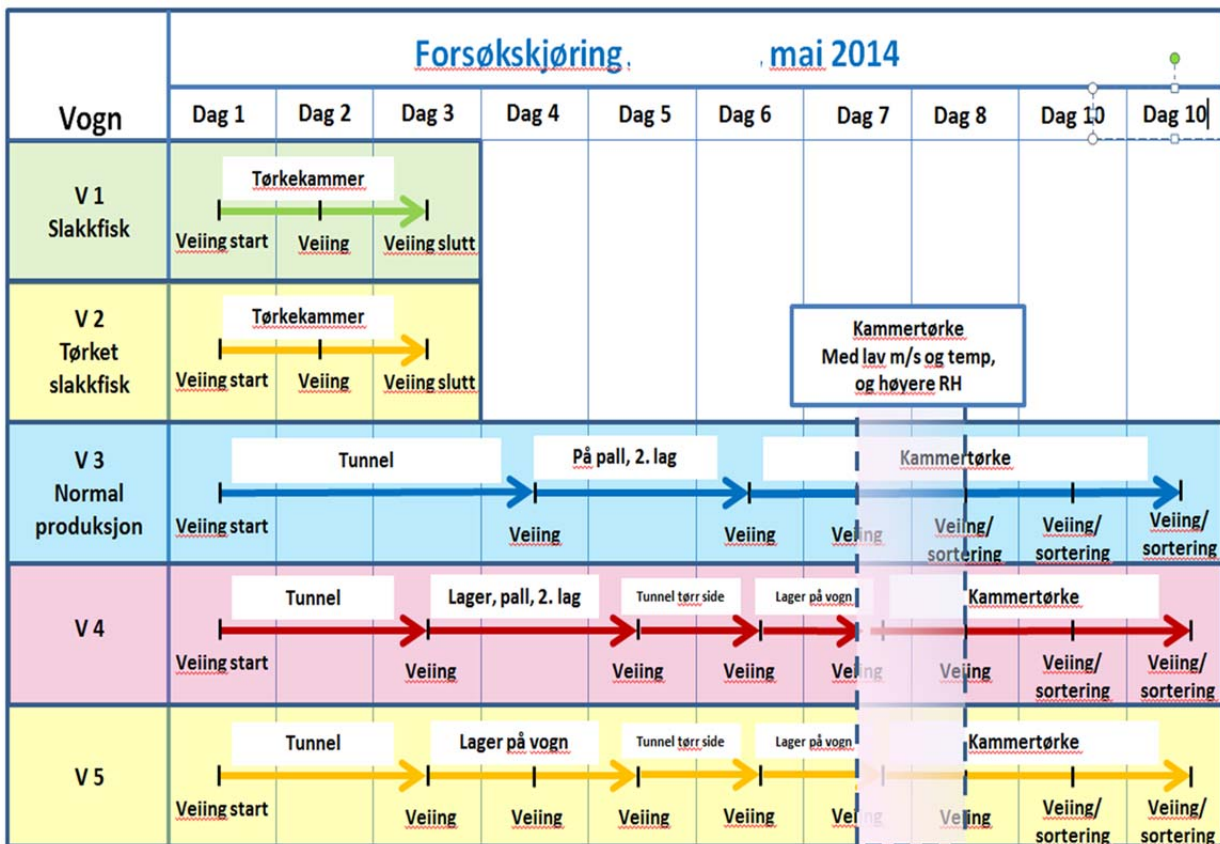 Forsøkskjøring. . mai 2014
Vogn
Dag 1 Dag 2 Dag 3 Dag 4 Dag 5 Dag 6 Dag 7 Dag 8 Dag 10 Dag 10
V 1
Slakkfisk
Tørkekammer
Veiing start Veiing Veiing slutt
V 2
Tørket
slakkfisk
Tørkekammer
Veiing start Veiing Veiing slutt
Kammertørke
Med lav m/s og temp,
og høyere RH
V 3
Normal
produksjon
Tunnel På pall, 2. lag Kammertørke
Veiing start Veiing Veiing Veiing Veiing/ Veiing/ Veiing/
sortering sortering sortering
V 4
Tunnel Lager, pall, 2. lag Tunnel tørr side Lager på vogn Kammertørke
Veiing start Veiing Veiing Veiing Veiing Veiing Veiing/ Veiing/
sortering sortering
V 5
Tunnel Lager på vogn Tunnel tørr side Lager på vogn Kammertørke
Veiing start Veiing Veiing Veiing Veiing Veiing Veiing Veiing/ Veiing/
sortering sortering